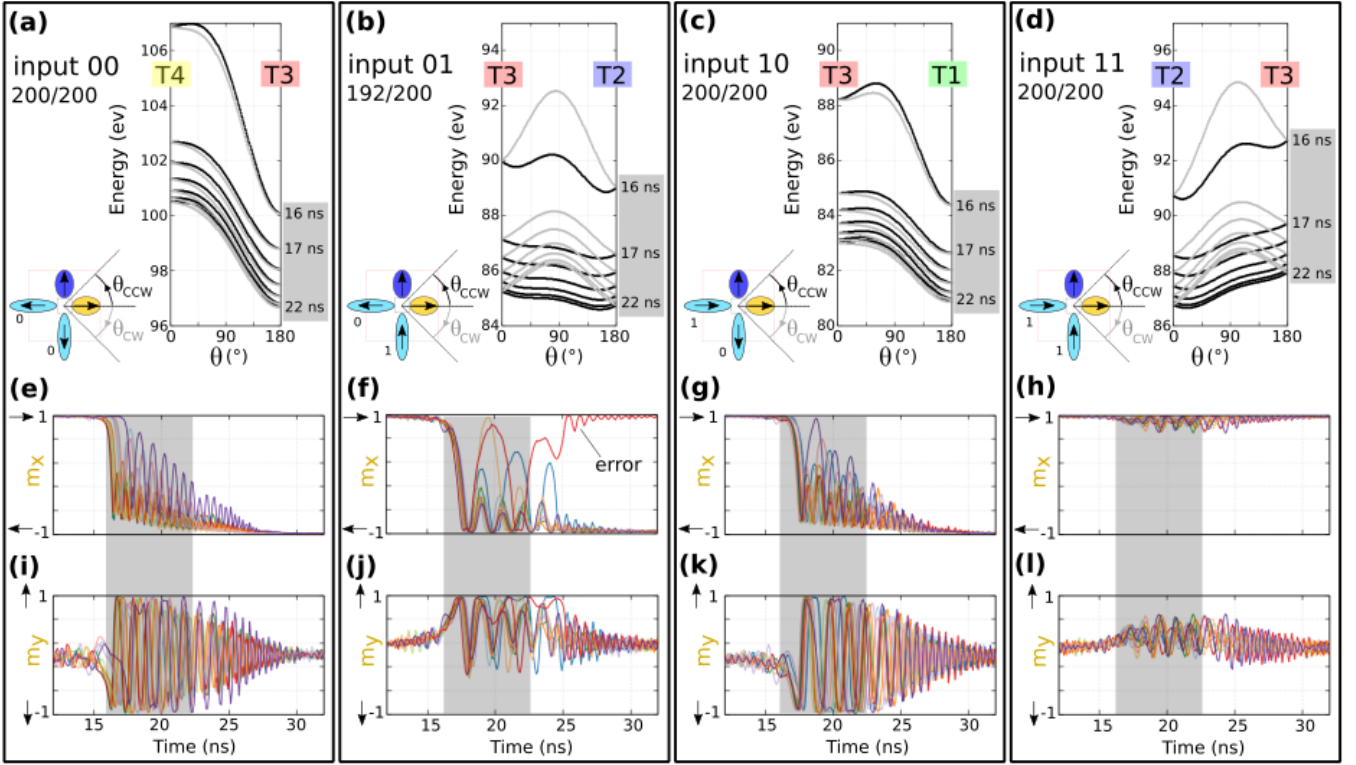 (a)
input 00
200/200
T4
T3
Energy (ev)
106
104
102
100
98
96
16 ns
17 ns
22 ns
θCCW
θCW
0
0
0
90
180
θ(°)
(b)
input 01
192/200
T3
T2
Energy (ev)
94
92
90
88
86
84
16 ns
17 ns
22 ns
θCCW
θCW
0
1
0
90
180
θ(°)
(c)
input 10
200/200
T3
T1
Energy (ev)
90
88
86
84
82
80
16 ns
17 ns
22 ns
θCCW
θCW
1
0
0
90
180
θ(°)
(d)
input 11
200/200
T2
T3
Energy (ev)
96
94
92
90
88
86
16 ns
17 ns
22 ns
θCCW
θCW
1
1
0
90
180
θ(°)
(e)
1
mx
-1
(f)
1
mx
-1
error
15
20
25
30
(g)
1
mx
-1
(h)
1
mx
-1
15
20
25
30
(i)
1
my
-1
15
20
25
30
Time (ns)
(j)
1
my
-1
15
20
25
30
Time (ns)
(k)
1
my
-1
15
20
25
30
Time (ns)
(l)
1
my
-1
15
20
25
30
Time (ns)